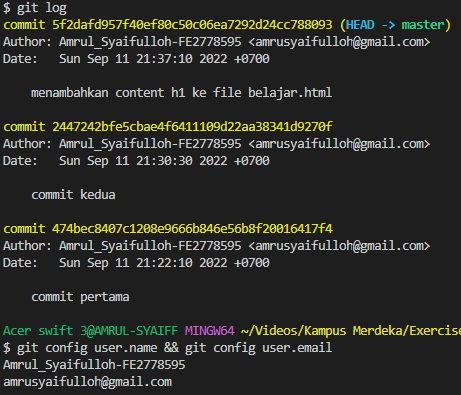 $ git log
commit 5f2dafd957f40ef80c50c06ea7292d24cc788093 (HEAD -> master)
Author: Amrul_Syaifulloh-FE2778595 <amrusyaifulloh@gmail.com>
Date:   Sun Sep 11 21:37:10 2022 +0700
    menambahkan content h1 ke file belajar.html
commit 2447242bfe5cbae4f6411109d22aa38341d9270f
Author: Amrul_Syaifulloh-FE2778595 <amrusyaifulloh@gmail.com>
Date:   Sun Sep 11 21:30:30 2022 +0700
    commit kedua
commit 474bec8407c1208e9666b846e56b8f20016417f4
Author: Amrul_Syaifulloh-FE2778595 <amrusyaifulloh@gmail.com>
Date:   Sun Sep 11 21:22:10 2022 +0700
    commit pertama
Acer swift 3@AMRUL-SYAIFF MINGW64 ~/Videos/Kampus Merdeka/Exercise
$ git config user.name && git config user.email
Amrul_Syaifulloh-FE2778595
amrusyaifulloh@gmail.com